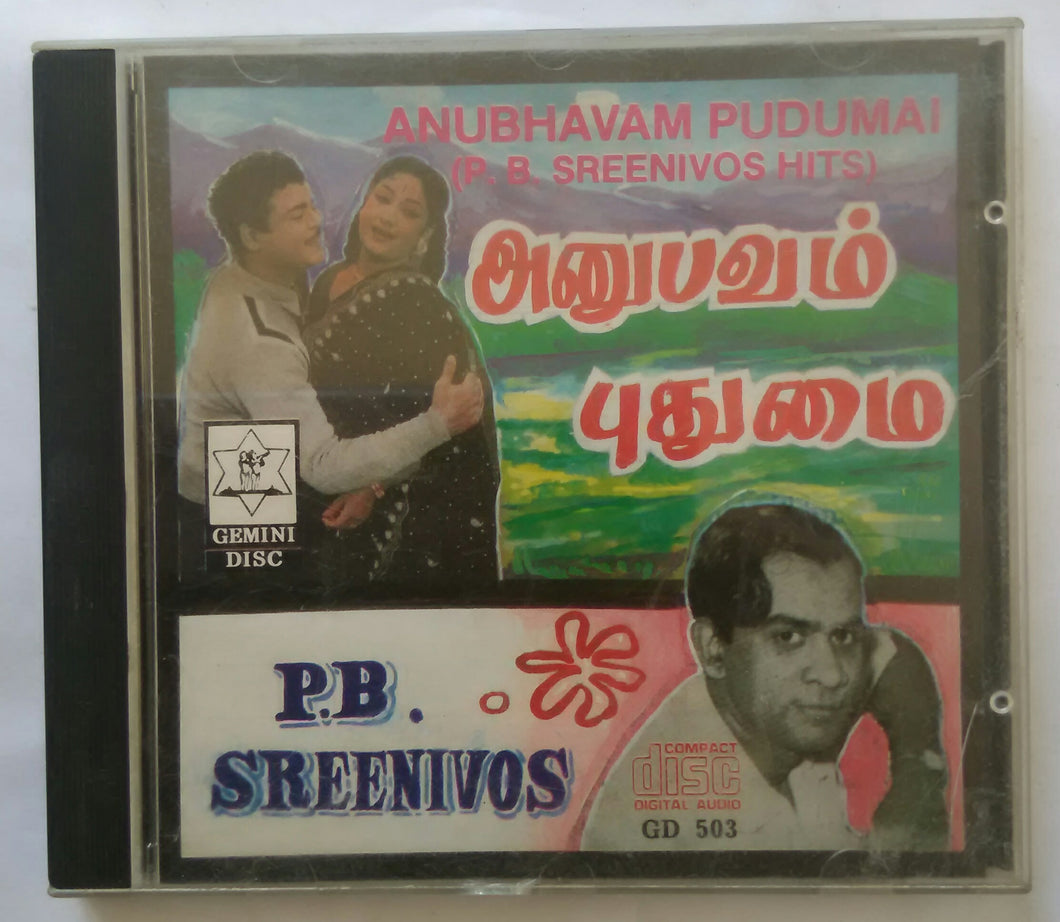 ANUBHAVAM PUDUMAI
(P. B. SREENIVOS HITS)
அனுபவம்
புதுமை
GEMINI
DISC
P.B.
SREENIVOS
COMPACT
disc
DIGITAL AUDIO
GD 503